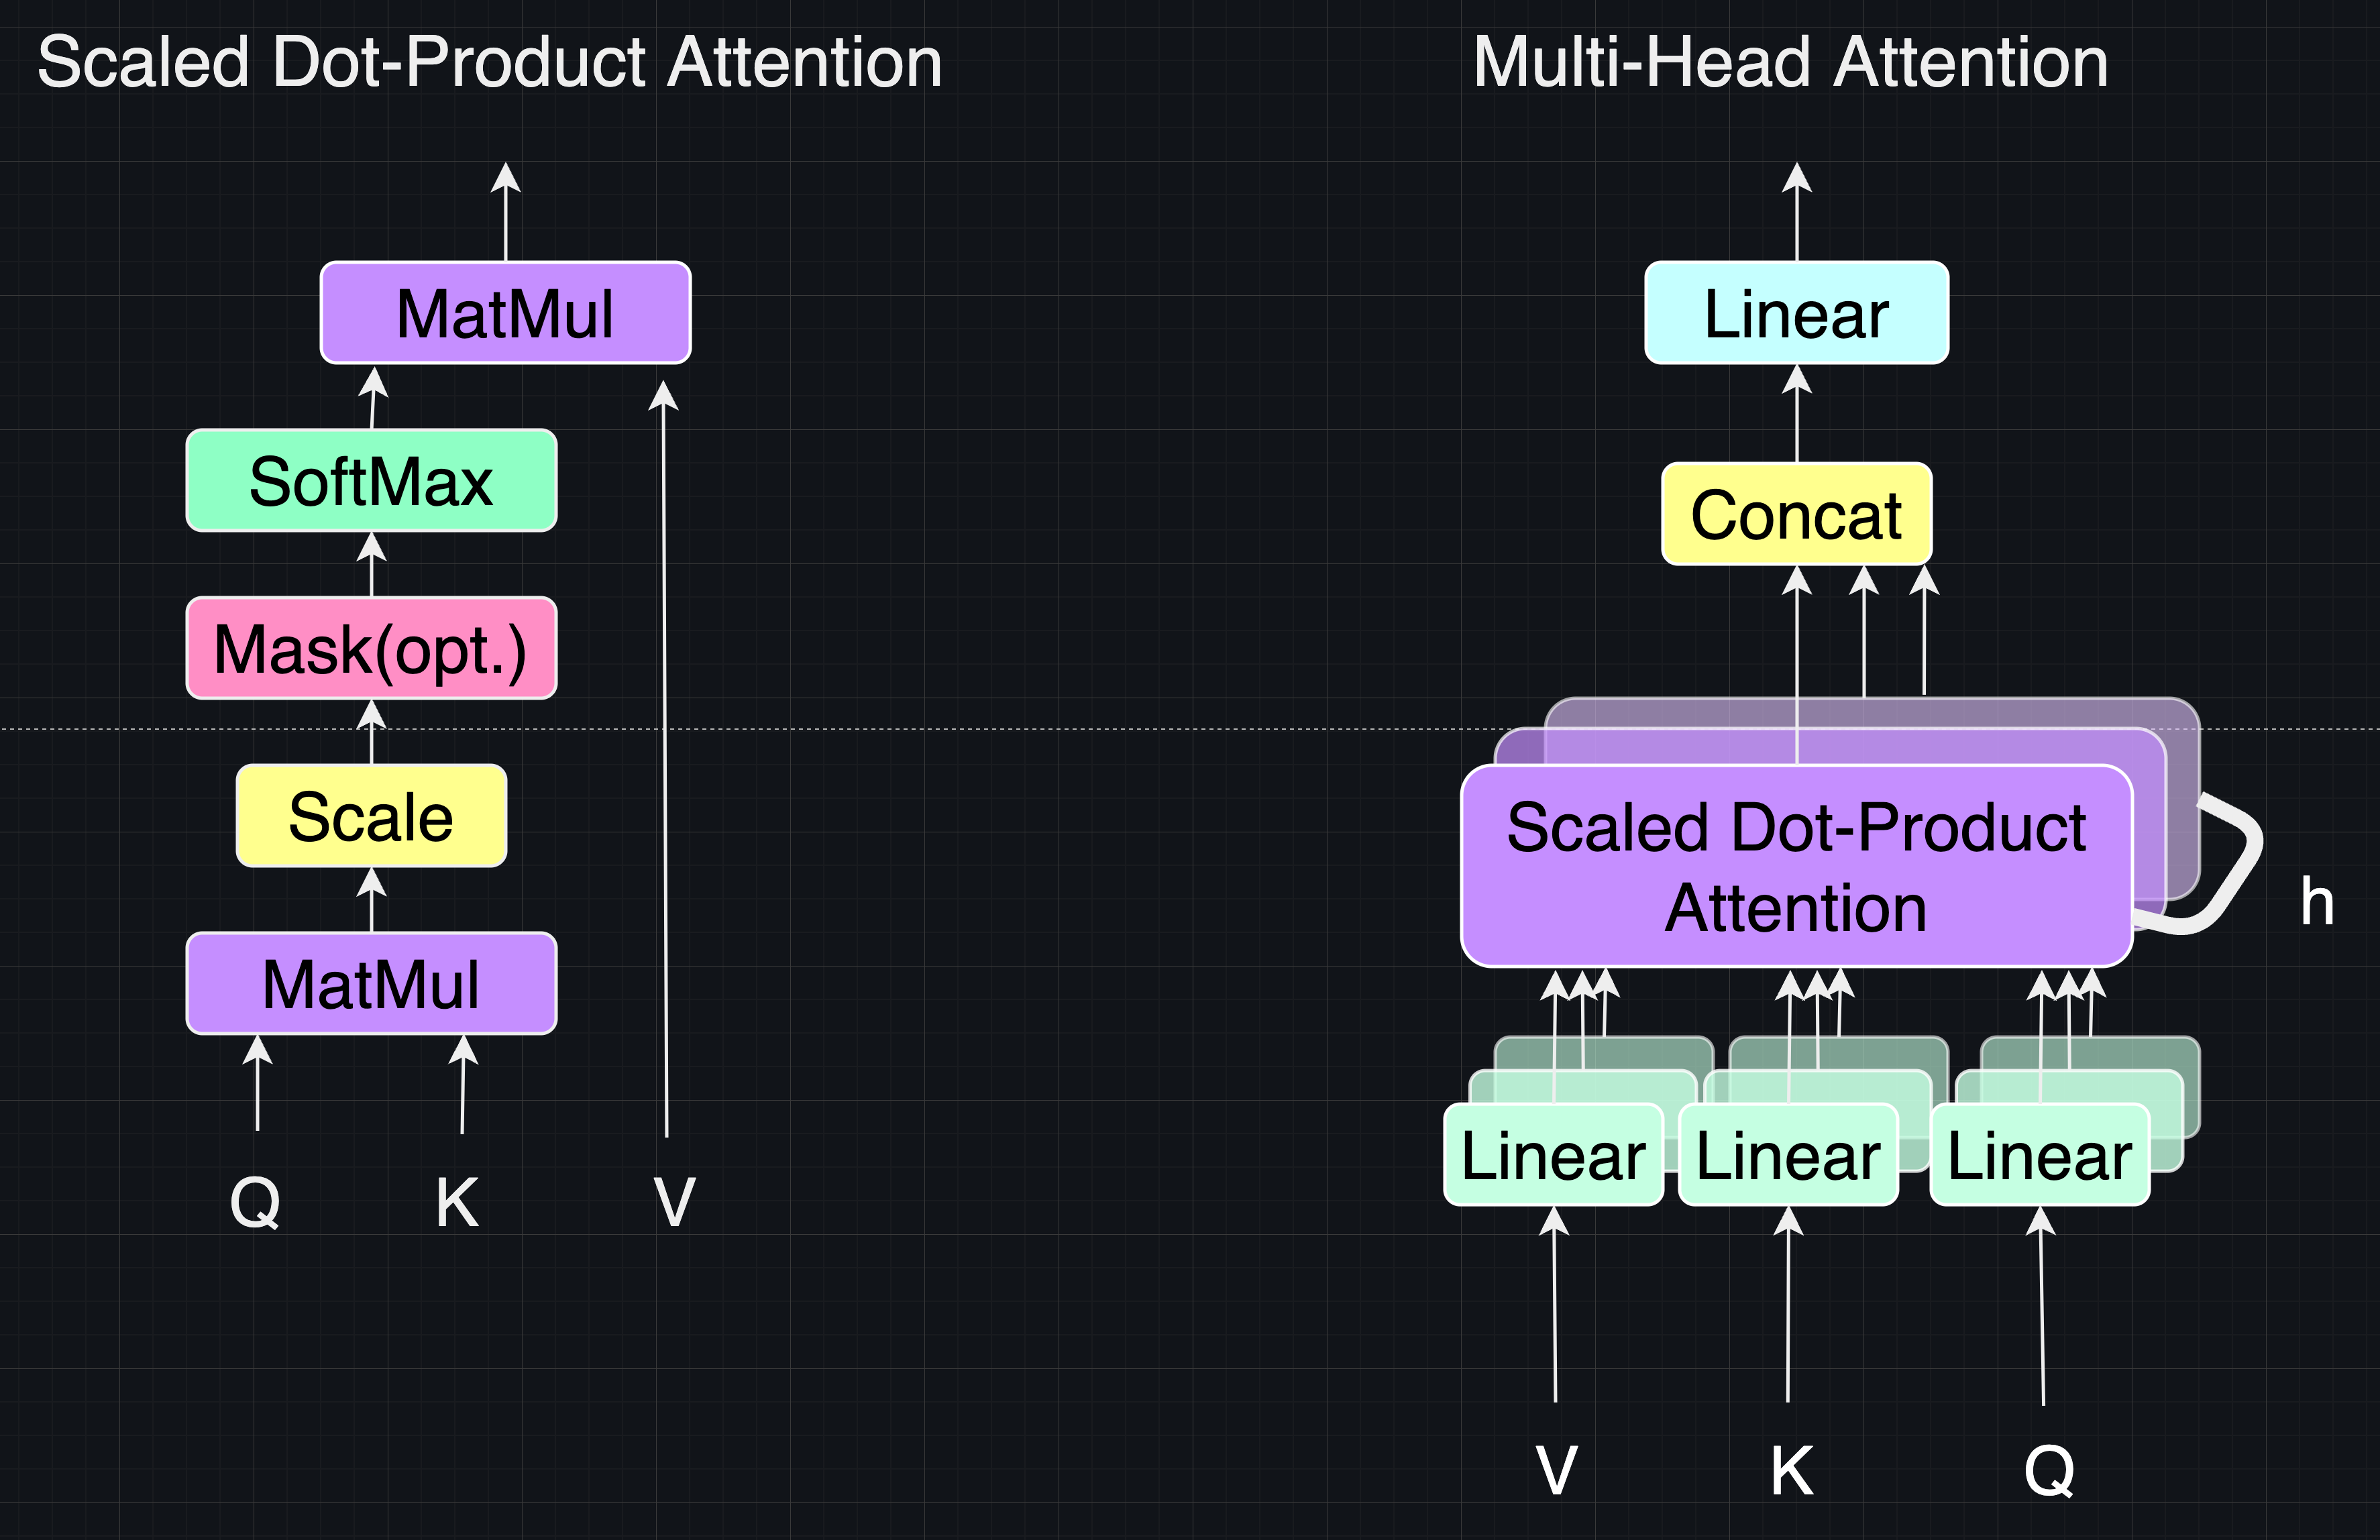 Scaled Dot-Product Attention
MatMul
SoftMax
Mask(opt.)
Scale
MatMul
Q
K
V
Multi-Head Attention
Linear
Concat
Scaled Dot-Product
Attention
h
Linear
Linear
Linear
V
K
Q